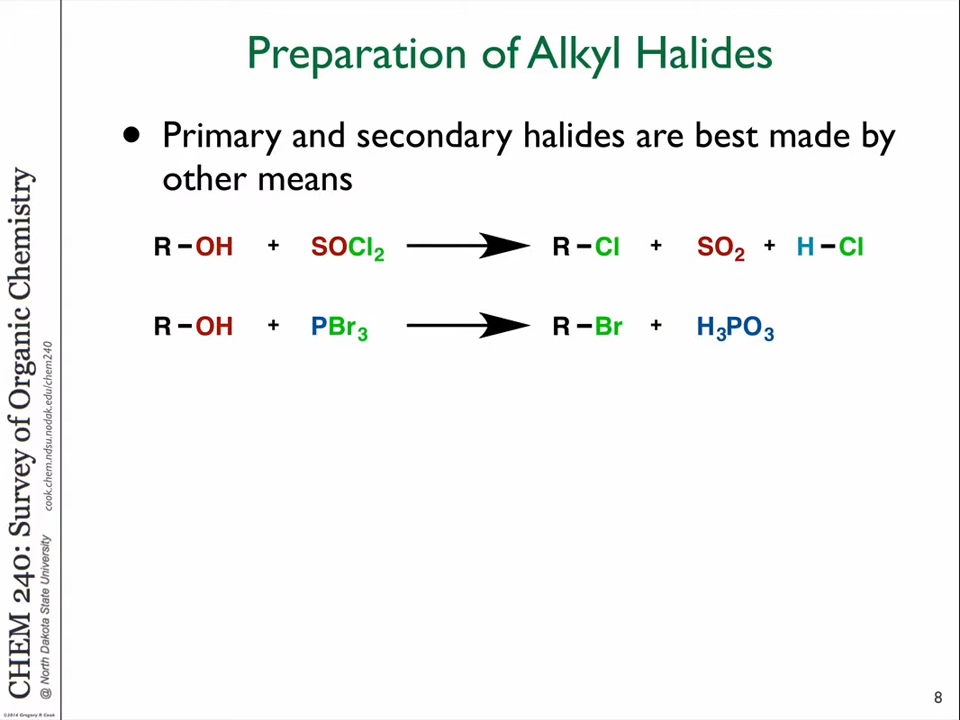 Preparation of Alkyl Halides
• Primary and secondary halides are best made by
other means
R – OH + SOCl₂ ⟶ R – Cl + SO₂ + H – Cl
R – OH + PBr₃ ⟶ R – Br + H₃PO₃
CHEM 240: Survey of Organic Chemistry
@ North Dakota State University
cook.chem.ndsu.nodak.edu/chem240
©2014 Gregory R Cook
8